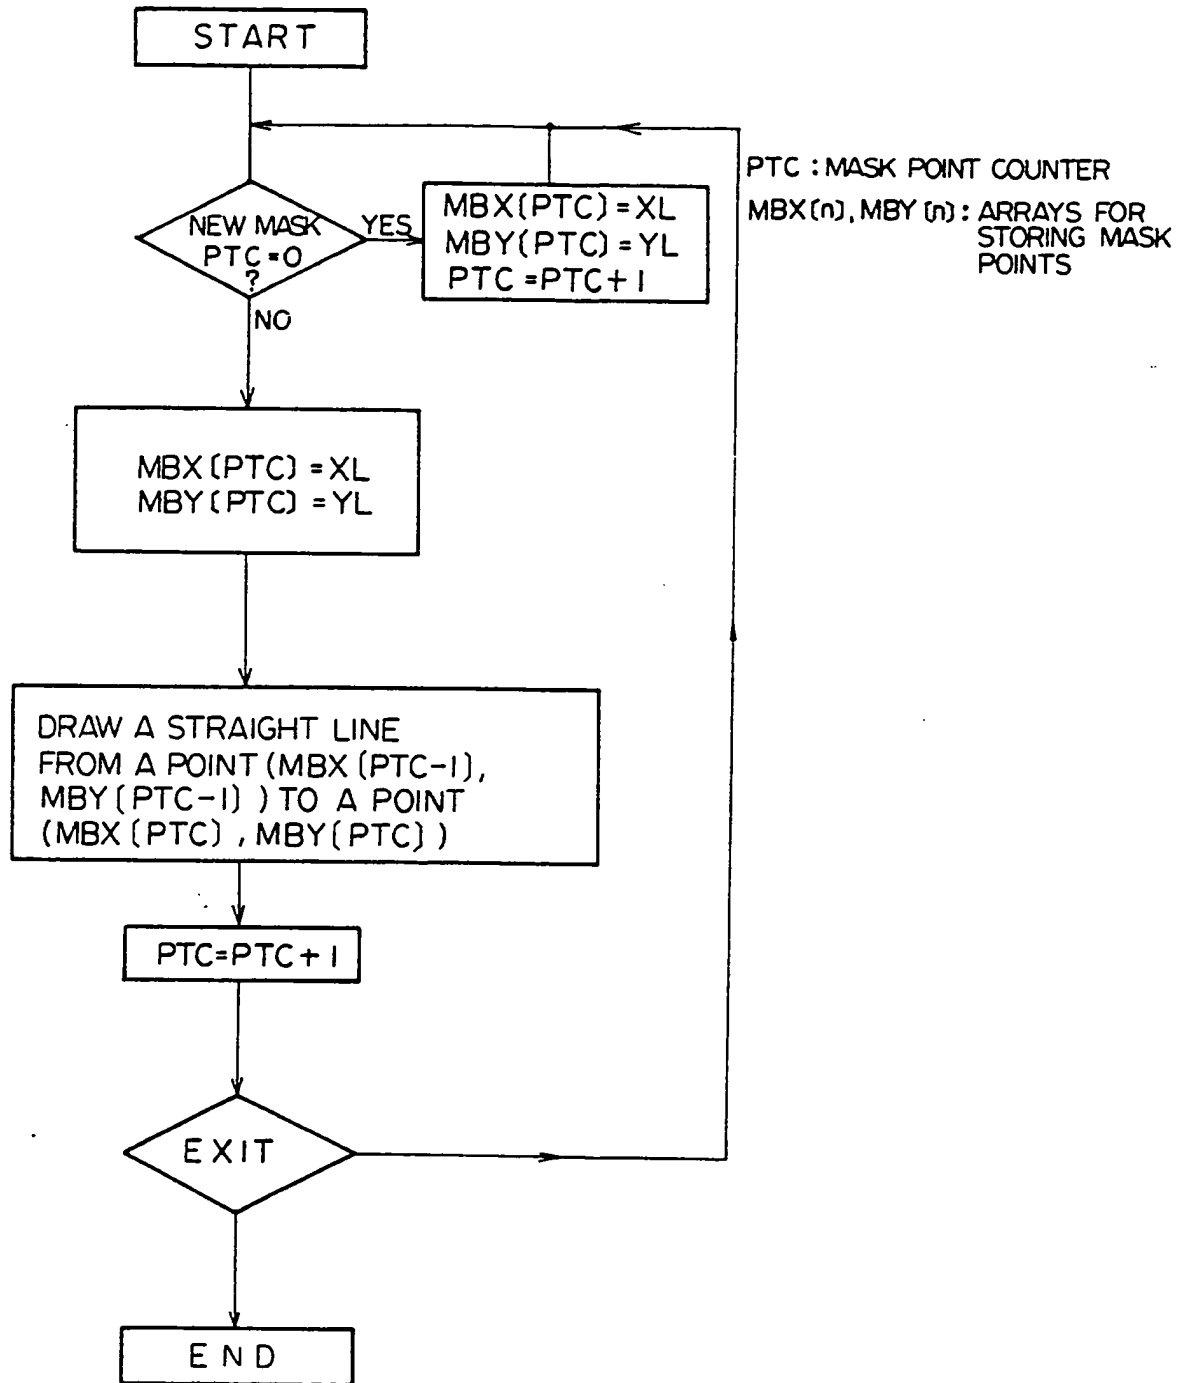 START
NEW MASK
PTC=0
?
YES
NO
MBX(PTC)=XL
MBY(PTC)=YL
PTC=PTC+1
PTC : MASK POINT COUNTER
MBX(n), MBY(n): ARRAYS FOR
STORING MASK
POINTS
MBX(PTC) = XL
MBY(PTC) = YL
DRAW A STRAIGHT LINE
FROM A POINT (MBX(PTC-1),
MBY(PTC-1) ) TO A POINT
(MBX(PTC) , MBY(PTC) )
PTC=PTC+1
EXIT
END